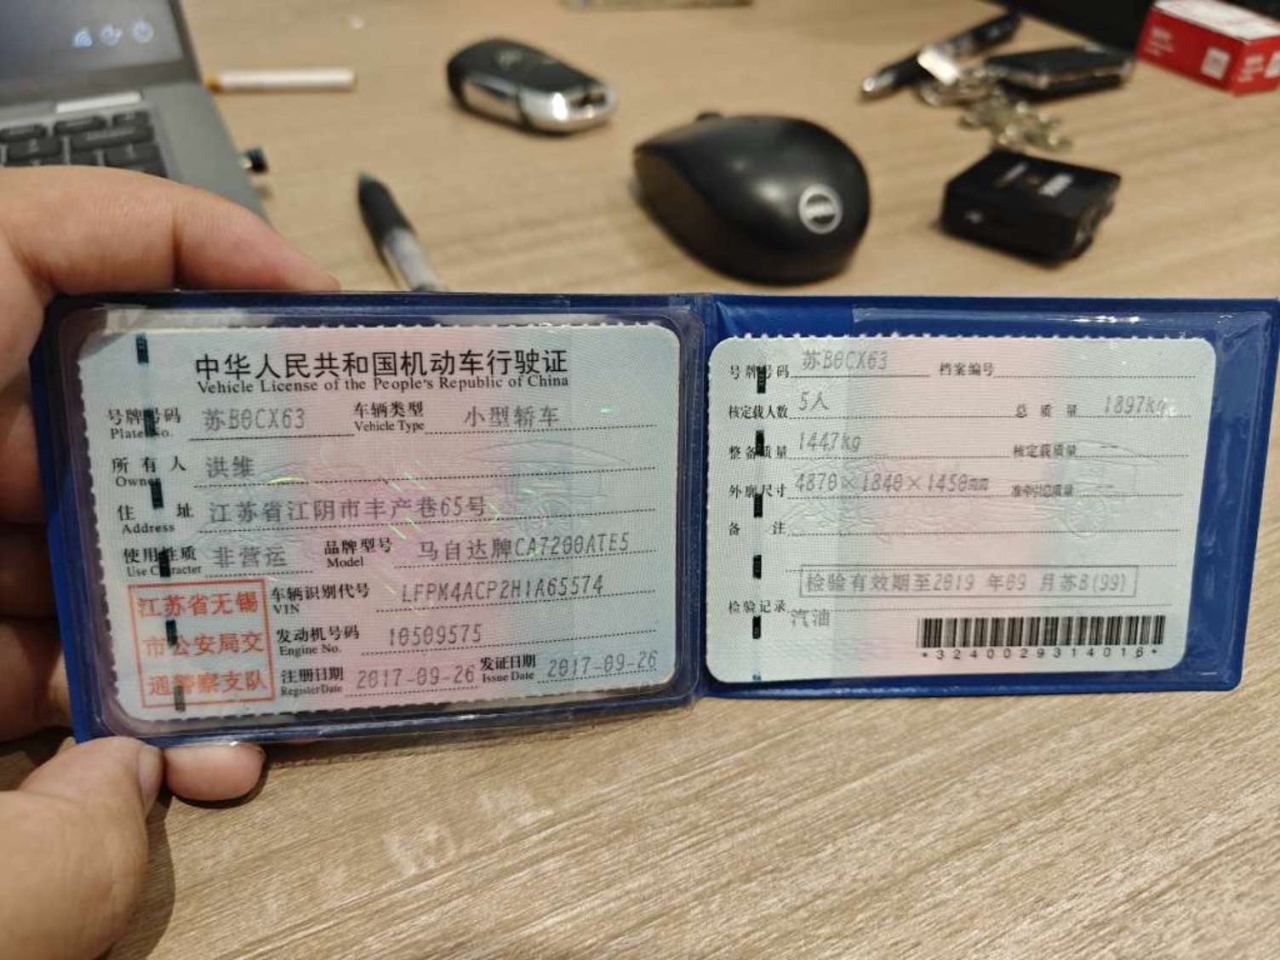 中华人民共和国机动车行驶证
Vehicle License of the People's Republic of China
号牌号码 苏B0CX63 车辆类型 小型轿车
Plate No. Vehicle Type
所有人 洪维
Owner
住址 江苏省江阴市丰产巷65号
Address
使用性质 非营运 品牌型号 马自达牌CA7200ATE5
Use Character Model
江苏省无锡
市公安局交
通警察支队
车辆识别代号 LFPM4ACP2H1A65574
VIN
发动机号码 10509575
Engine No.
注册日期 2017-09-26 发证日期 2017-09-26
Register Date Issue Date
号牌号码 苏B0CX63 档案编号
核定载人数 5人 总质量 1897kg
整备质量 1447kg 核定载质量 --
外廓尺寸 4870×1840×1450mm 准牵引总质量 --
备注
检验有效期至2019 年09 月苏B(99)
检验记录
汽油
*3240029314016*